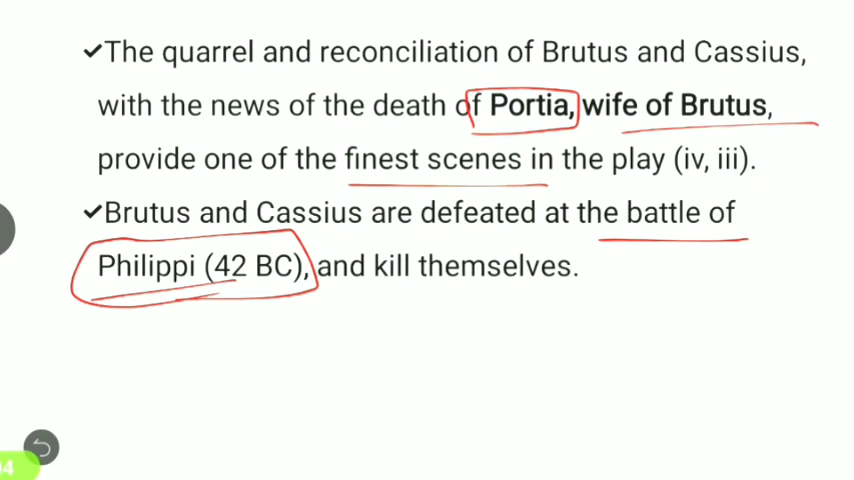 ✔The quarrel and reconciliation of Brutus and Cassius,
with the news of the death of Portia, wife of Brutus,
provide one of the finest scenes in the play (iv, iii).
✔Brutus and Cassius are defeated at the battle of
Philippi (42 BC), and kill themselves.